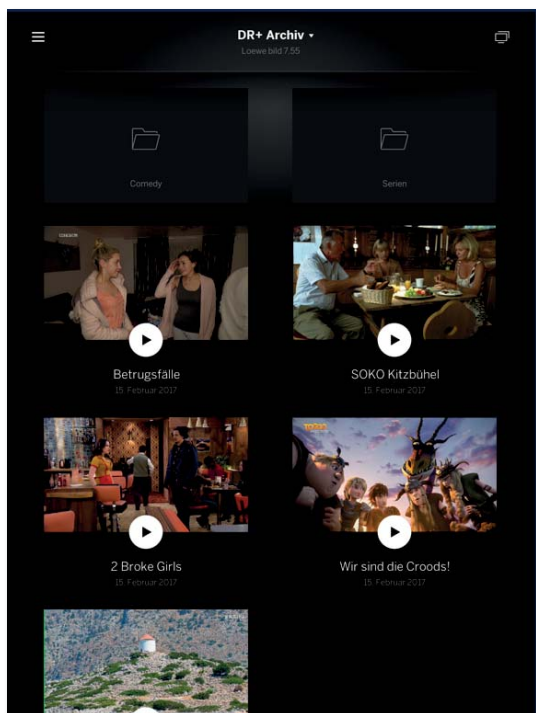 DR+ Archiv
Loewe bild 7.55
Comedy
Serien
Betrugsfälle
15. Februar 2017
SOKO Kitzbühel
15. Februar 2017
2 Broke Girls
15. Februar 2017
Wir sind die Croods!
15. Februar 2017